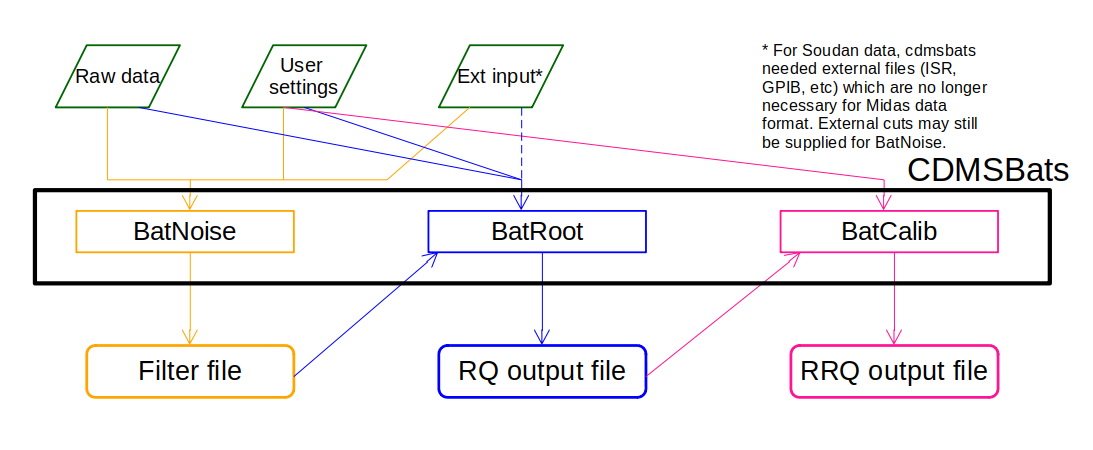 Raw data
User
settings
Ext input*
* For Soudan data, cdmsbats
needed external files (ISR,
GPIB, etc) which are no longer
necessary for Midas data
format. External cuts may still
be supplied for BatNoise.
CDMSBats
BatNoise
BatRoot
BatCalib
Filter file
RQ output file
RRQ output file